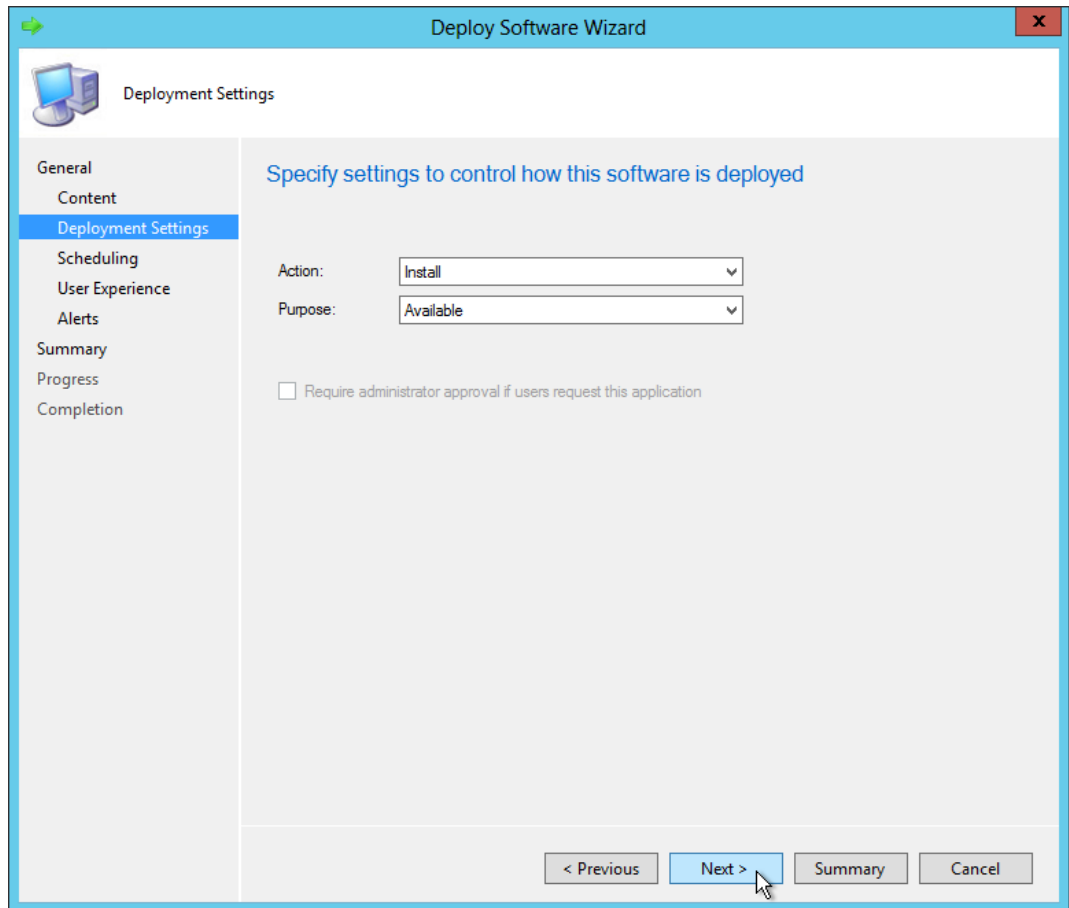 Deploy Software Wizard
x
Deployment Settings
General
Content
Deployment Settings
Scheduling
User Experience
Alerts
Summary
Progress
Completion
Specify settings to control how this software is deployed
Action: Install
Purpose: Available
Require administrator approval if users request this application
< Previous Next > Summary Cancel